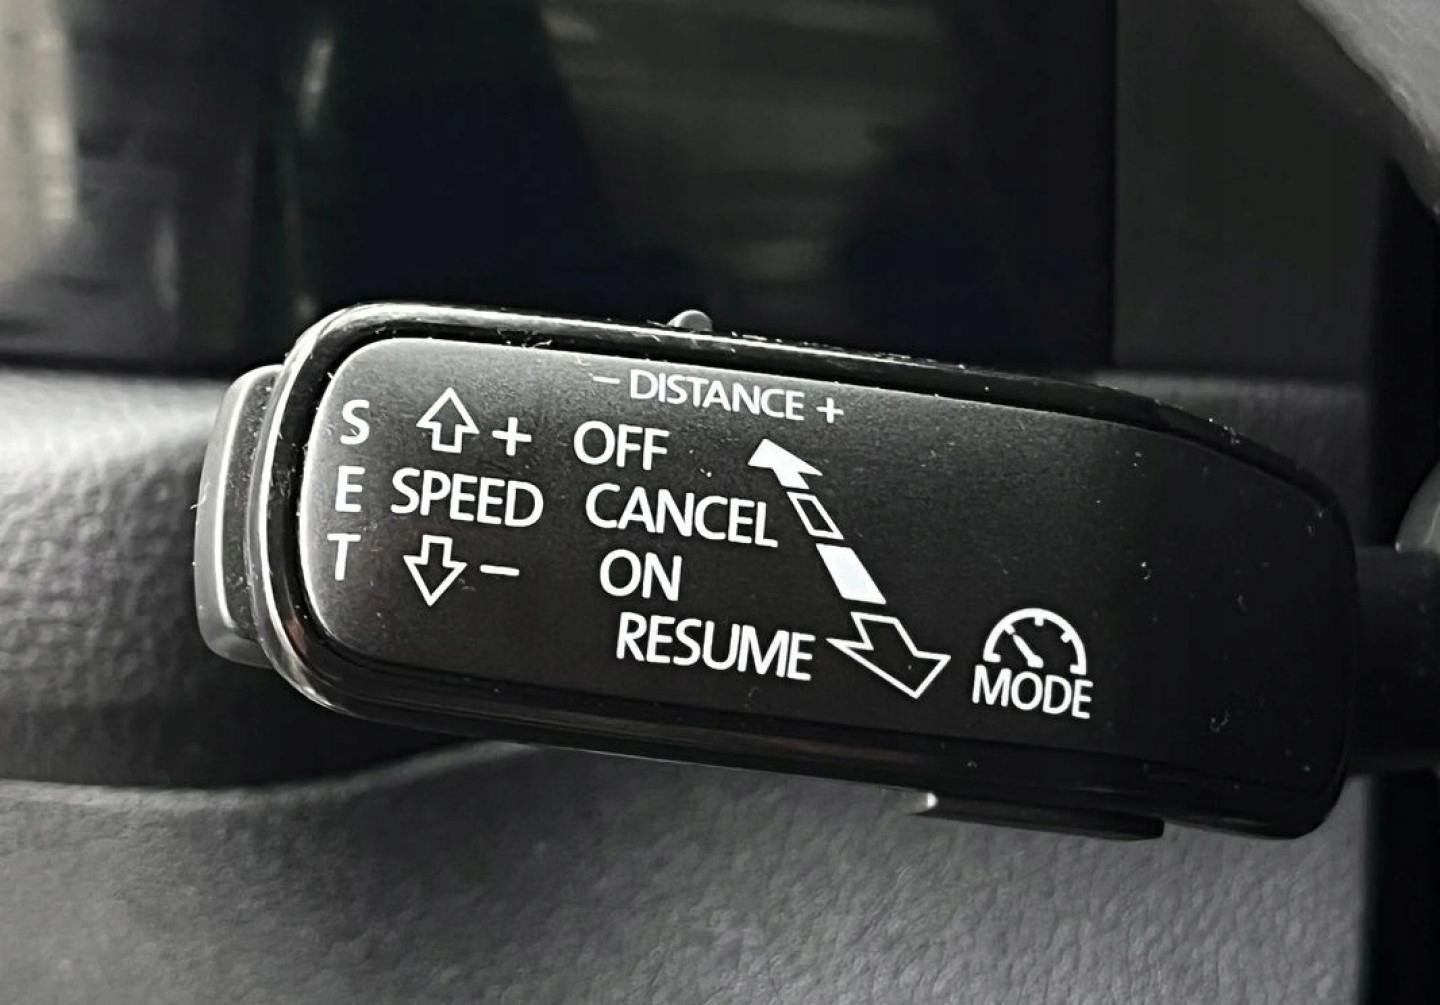 − DISTANCE +
S
E
T
+
SPEED
−
OFF
CANCEL
ON
RESUME
MODE